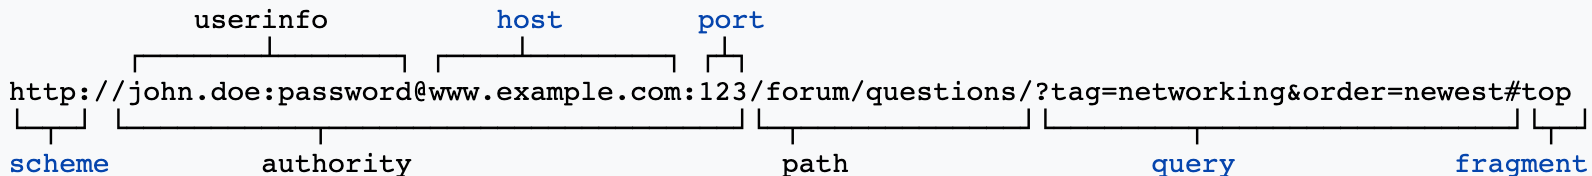 userinfo host port
http://john.doe:password@www.example.com:123/forum/questions/?tag=networking&order=newest#top
scheme authority path query fragment